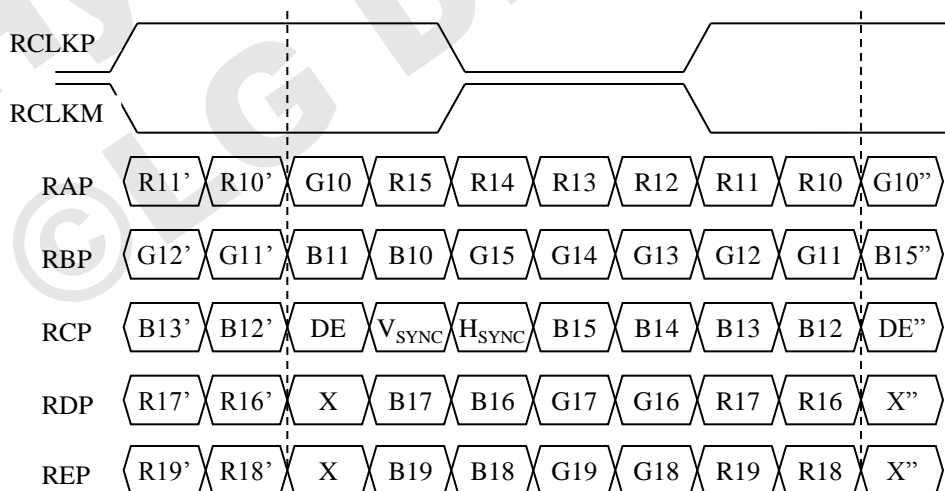 RCLKP
RCLKM
RAP R11’ R10’ G10 R15 R14 R13 R12 R11 R10 G10”
RBP G12’ G11’ B11 B10 G15 G14 G13 G12 G11 B15”
RCP B13’ B12’ DE VSYNC HSYNC B15 B14 B13 B12 DE”
RDP R17’ R16’ X B17 B16 G17 G16 R17 R16 X”
REP R19’ R18’ X B19 B18 G19 G18 R19 R18 X”
©LG D